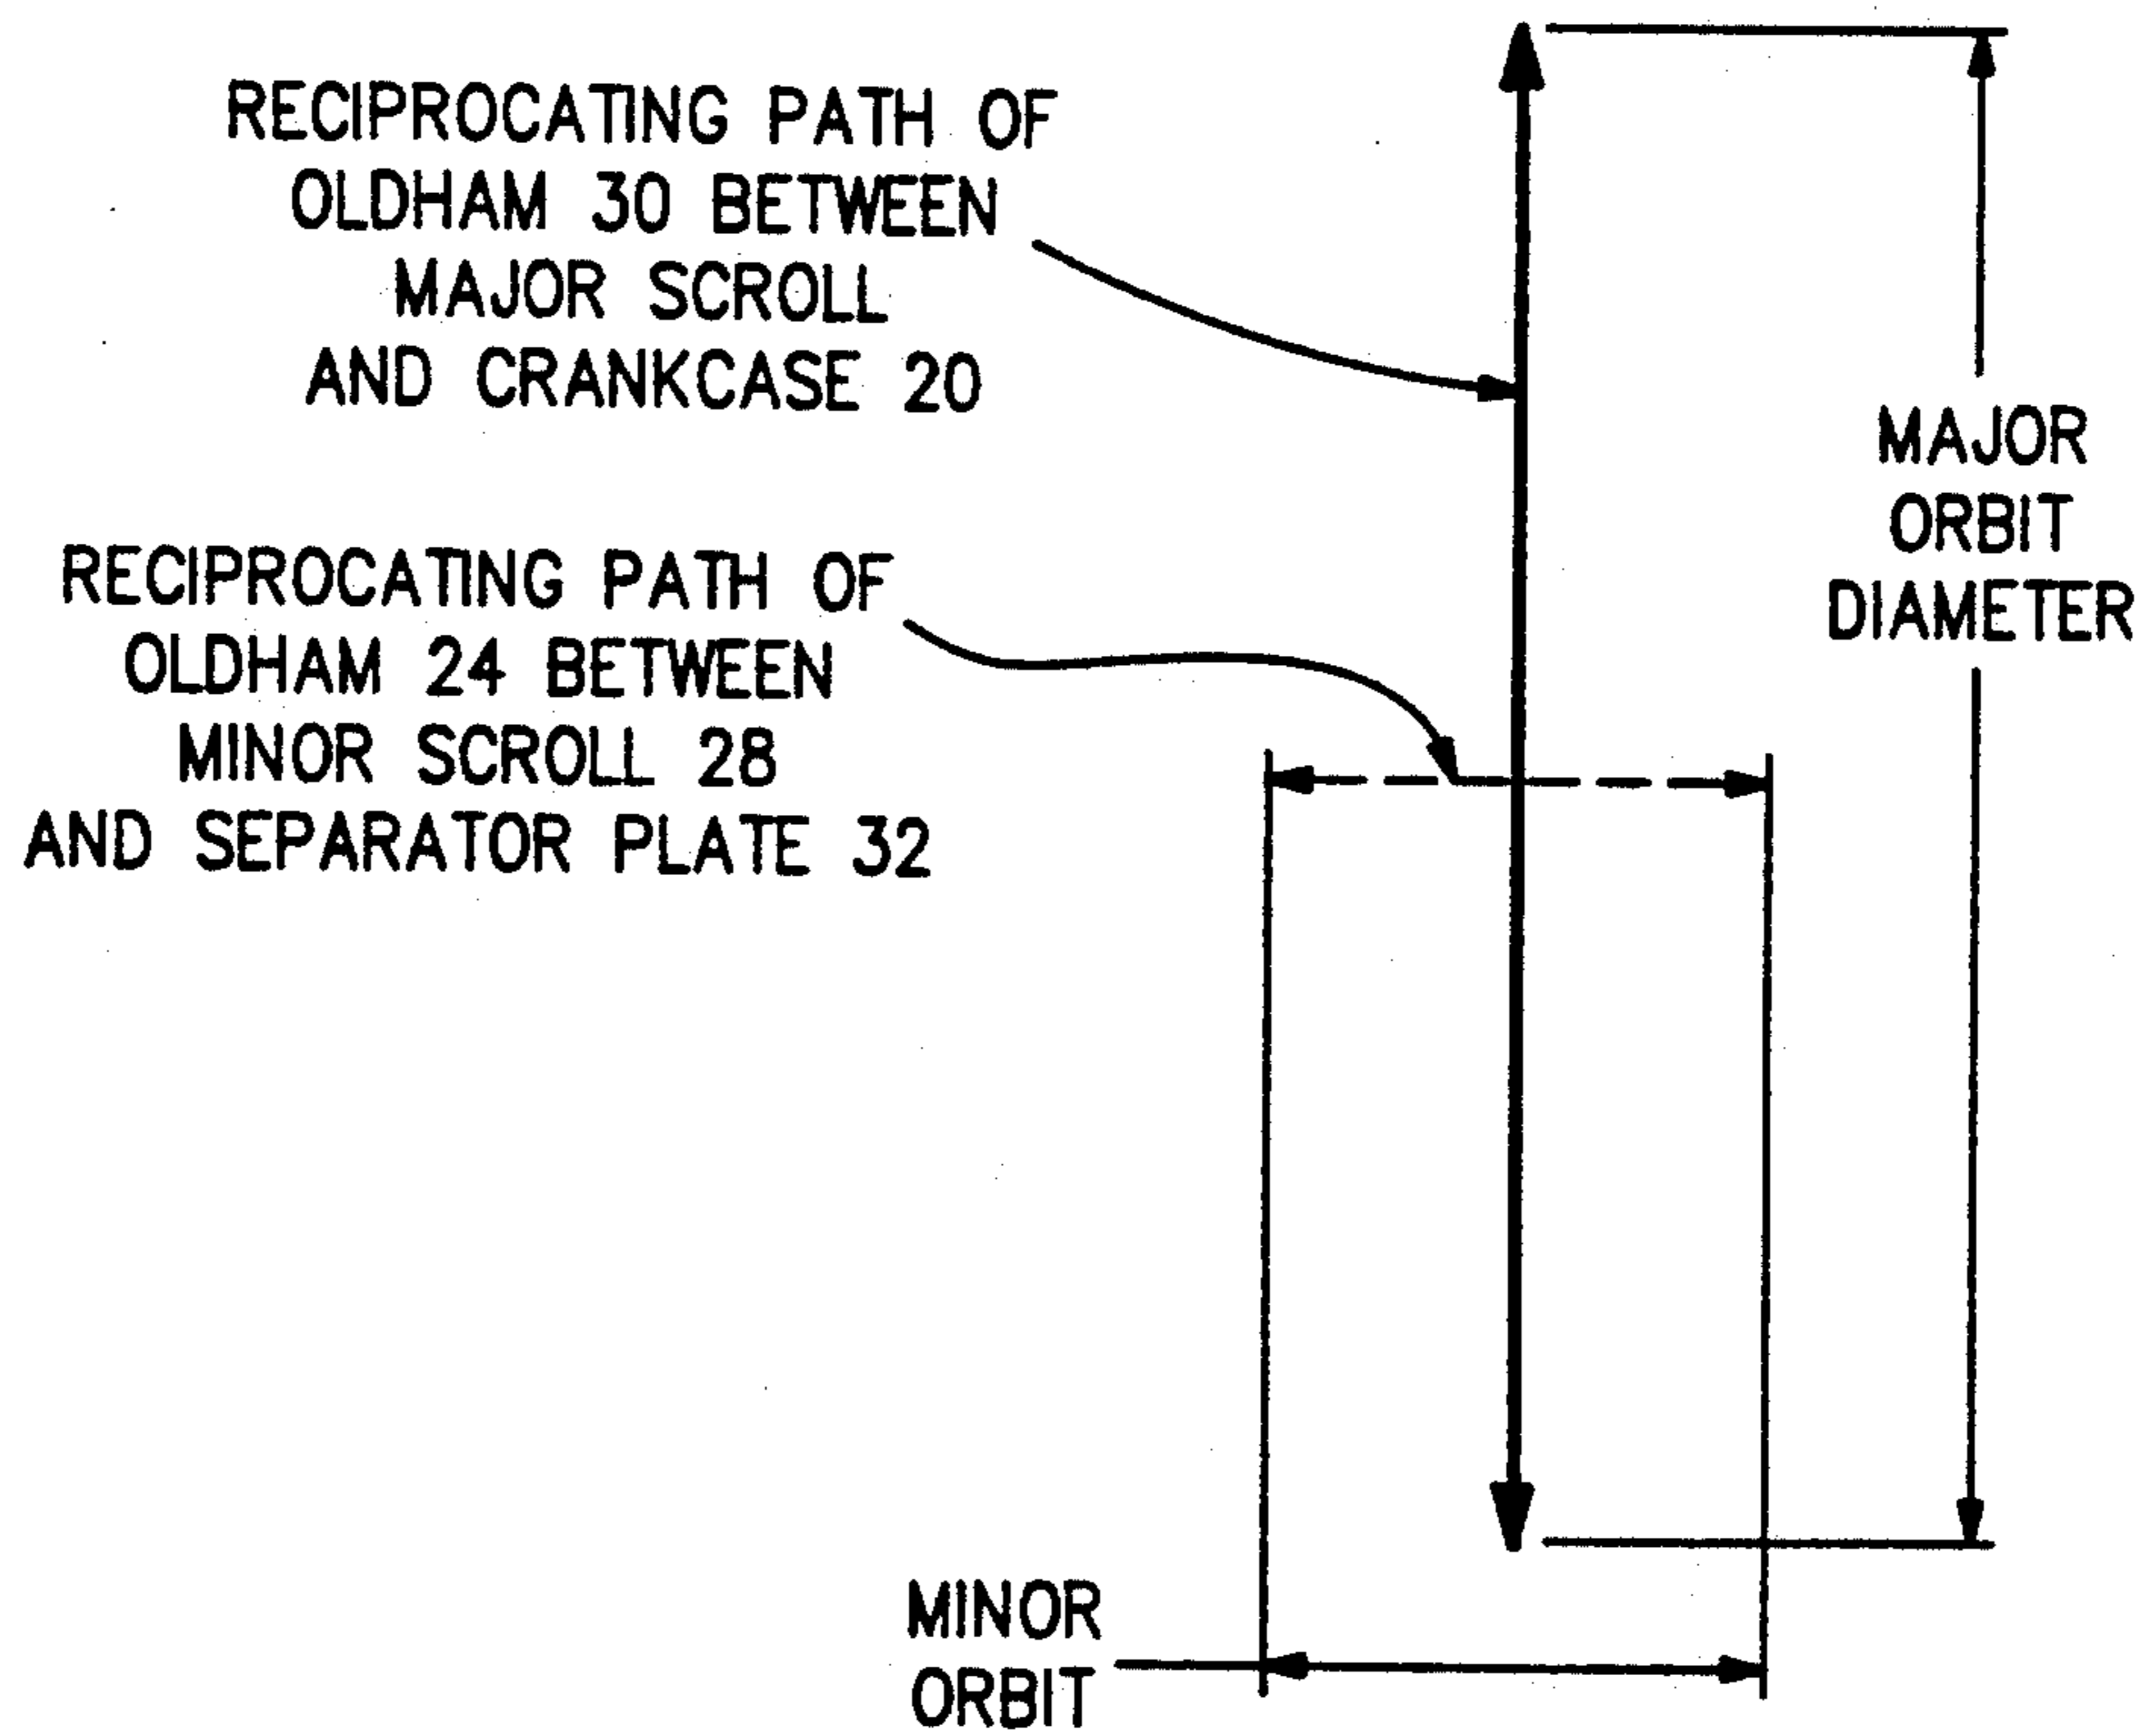 RECIPROCATING PATH OF
OLDHAM 30 BETWEEN
MAJOR SCROLL
AND CRANKCASE 20
MAJOR
ORBIT
DIAMETER
RECIPROCATING PATH OF
OLDHAM 24 BETWEEN
MINOR SCROLL 28
AND SEPARATOR PLATE 32
MINOR
ORBIT